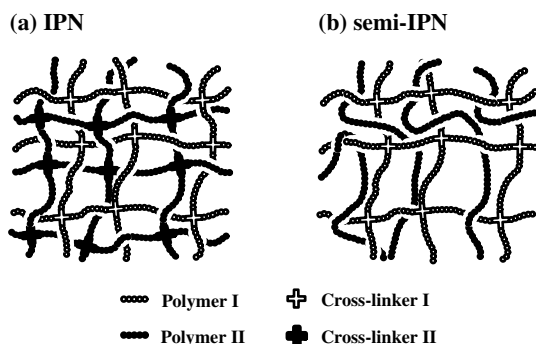 (a) IPN (b) semi-IPN
Polymer I Cross-linker I
Polymer II Cross-linker II